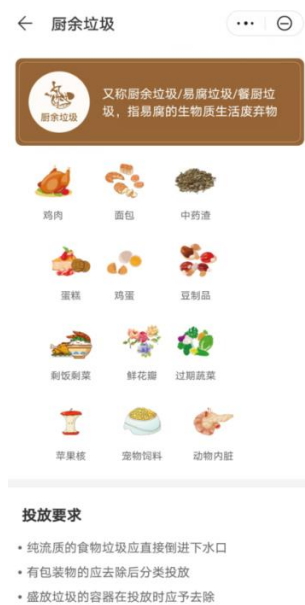 厨余垃圾
厨余垃圾
又称厨余垃圾/易腐垃圾/餐厨垃
圾，指易腐的生物质生活废弃物
鸡肉 面包 中药渣
蛋糕 鸡蛋 豆制品
剩饭剩菜 鲜花瓣 过期蔬菜
苹果核 宠物饲料 动物内脏
投放要求
• 纯流质的食物垃圾应直接倒进下水口
• 有包装物的应去除后分类投放
• 盛放垃圾的容器在投放时应予去除